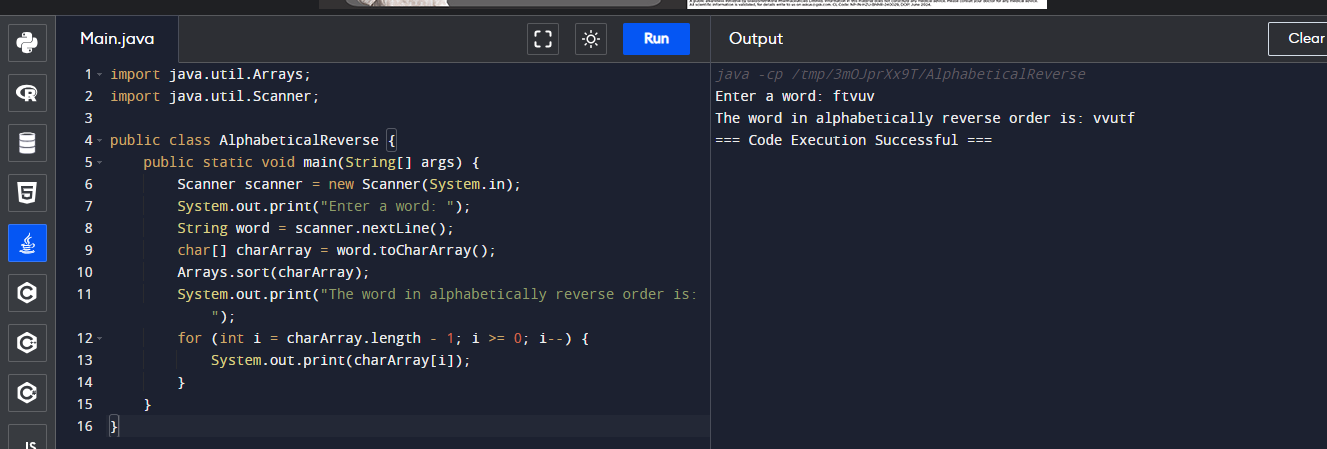 Main.java
Run
Output
Clear
1 import java.util.Arrays;
2 import java.util.Scanner;
3
4 public class AlphabeticalReverse {
5 public static void main(String[] args) {
6 Scanner scanner = new Scanner(System.in);
7 System.out.print("Enter a word: ");
8 String word = scanner.nextLine();
9 char[] charArray = word.toCharArray();
10 Arrays.sort(charArray);
11 System.out.print("The word in alphabetically reverse order is:
");
12 for (int i = charArray.length - 1; i >= 0; i--) {
13 System.out.print(charArray[i]);
14 }
15 }
16 }
java -cp /tmp/3mOJprXx9T/AlphabeticalReverse
Enter a word: ftvuv
The word in alphabetically reverse order is: vvutf
=== Code Execution Successful ===
JS